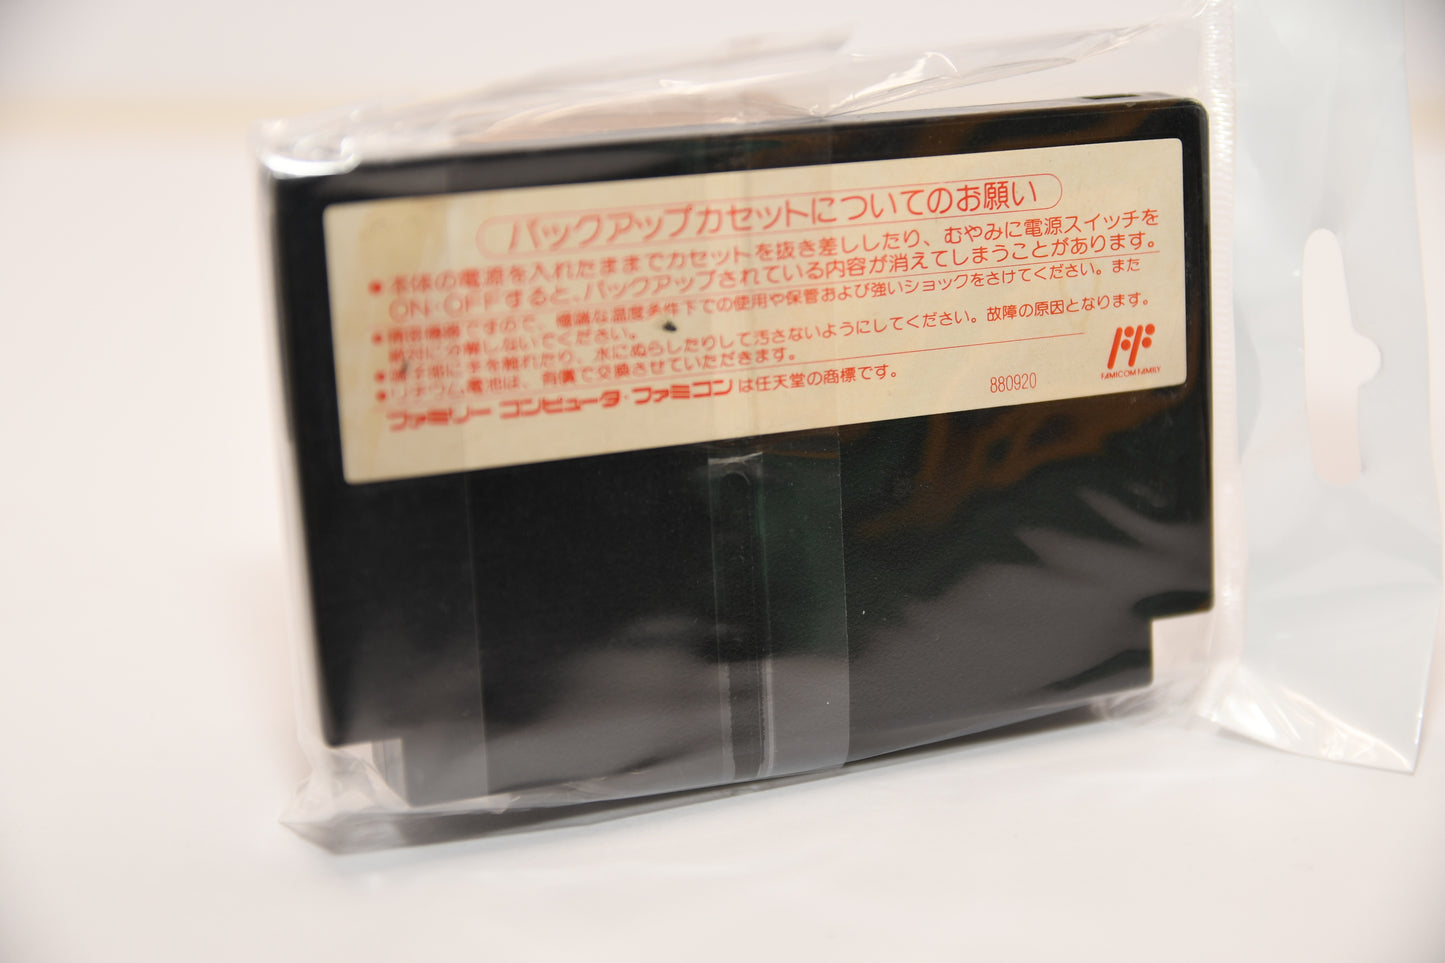 バックアップカセットについてのお願い
●本体の電源を入れたままでカセットを抜き差ししたり、むやみに電源スイッチを
ON・OFFすると、バックアップされている内容が消えてしまうことがあります。
●精密機器ですので、極端な温度条件下での使用や保管および強いショックをさけてください。また
絶対に分解しないでください。
●端子部に手を触れたり、水にぬらしたりして汚さないようにしてください。故障の原因となります。
●リチウム電池は、有償で交換させていただきます。
ファミリー コンピュータ・ファミコンは任天堂の商標です。
880920
FAMICOM FAMILY